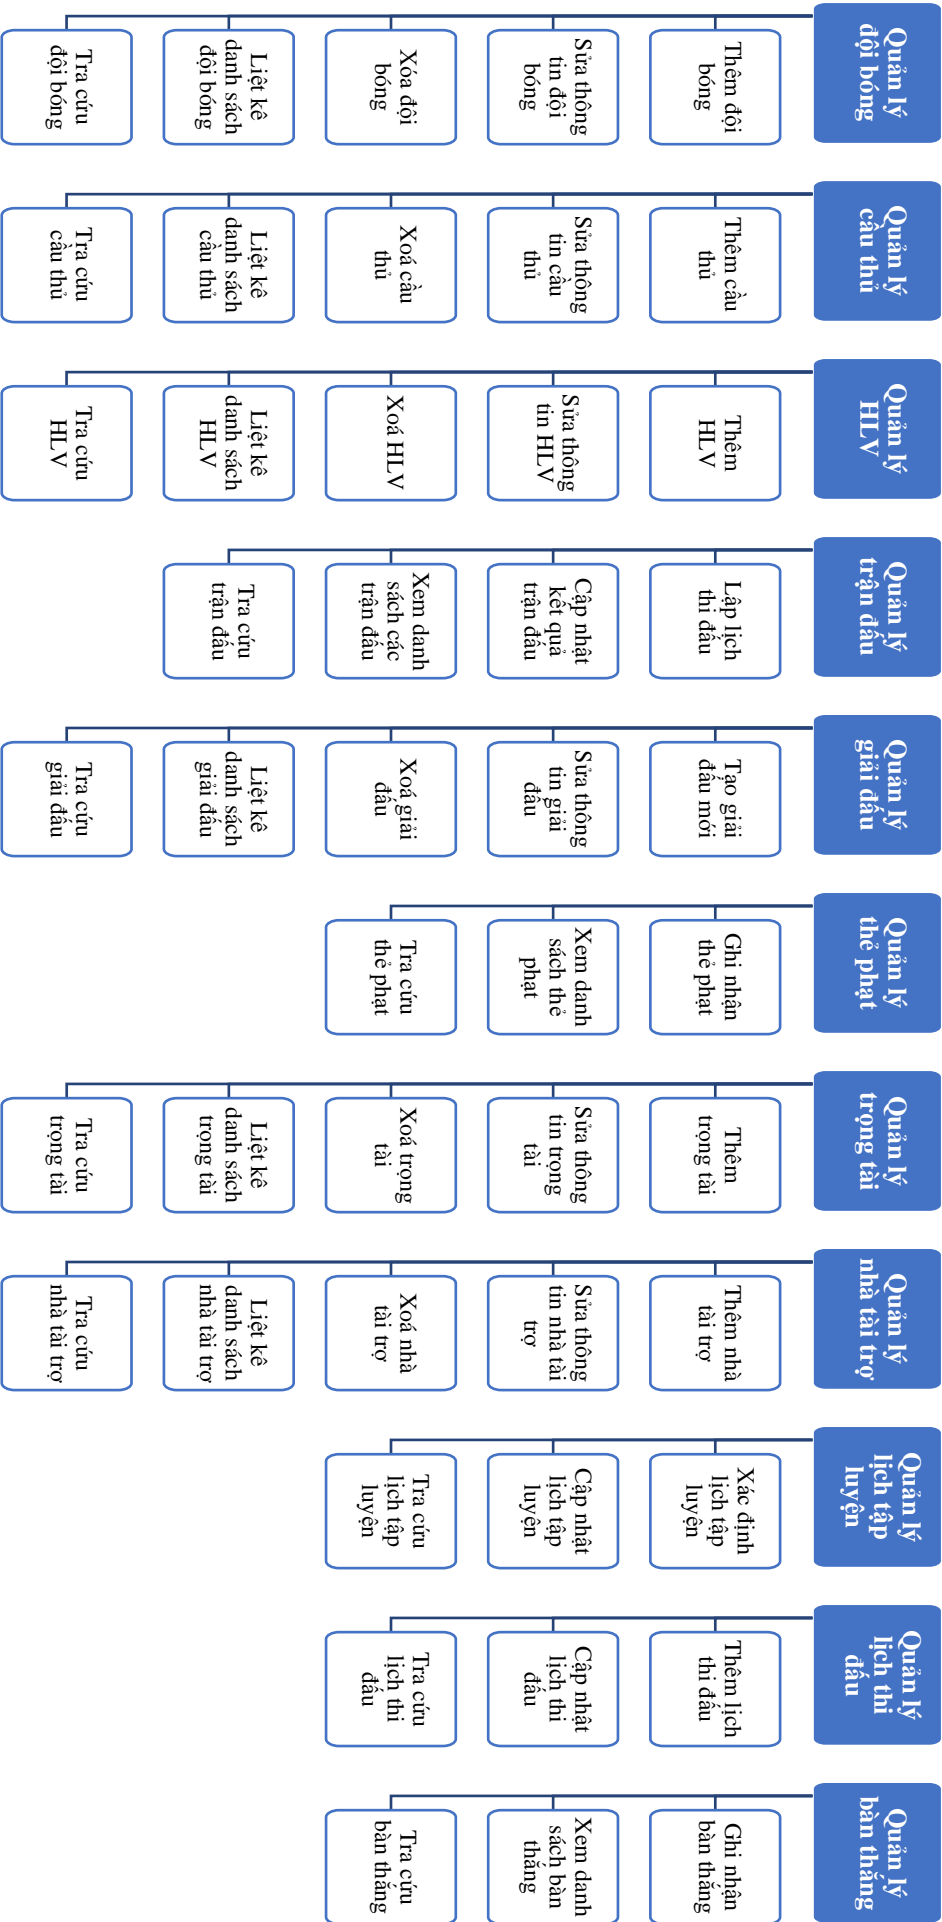 Quản lý
đội bóng
Thêm đội
bóng
Sửa thông
tin đội
bóng
Xóa đội
bóng
Liệt kê
danh sách
đội bóng
Tra cứu
đội bóng
Quản lý
cầu thủ
Thêm cầu
thủ
Sửa thông
tin cầu
thủ
Xoá cầu
thủ
Liệt kê
danh sách
cầu thủ
Tra cứu
cầu thủ
Quản lý
HLV
Thêm
HLV
Sửa thông
tin HLV
Xoá HLV
Liệt kê
danh sách
HLV
Tra cứu
HLV
Quản lý
trận đấu
Lập lịch
thi đấu
Cập nhật
kết quả
trận đấu
Xem danh
sách các
trận đấu
Tra cứu
trận đấu
Quản lý
giải đấu
Tạo giải
đấu mới
Sửa thông
tin giải
đấu
Xoá giải
đấu
Liệt kê
danh sách
giải đấu
Tra cứu
giải đấu
Quản lý
thẻ phạt
Ghi nhận
thẻ phạt
Xem danh
sách thẻ
phạt
Tra cứu
thẻ phạt
Quản lý
trọng tài
Thêm
trọng tài
Sửa thông
tin trọng
tài
Xoá trọng
tài
Liệt kê
danh sách
trọng tài
Tra cứu
trọng tài
Quản lý
nhà tài trợ
Thêm nhà
tài trợ
Sửa thông
tin nhà tài
trợ
Xoá nhà
tài trợ
Liệt kê
danh sách
nhà tài trợ
Tra cứu
nhà tài trợ
Quản lý
lịch tập
luyện
Xác định
lịch tập
luyện
Cập nhật
lịch tập
luyện
Tra cứu
lịch tập
luyện
Quản lý
lịch thi
đấu
Thêm lịch
thi đấu
Cập nhật
lịch thi
đấu
Tra cứu
lịch thi
đấu
Quản lý
bàn thắng
Ghi nhận
bàn thắng
Xem danh
sách bàn
thắng
Tra cứu
bàn thắng